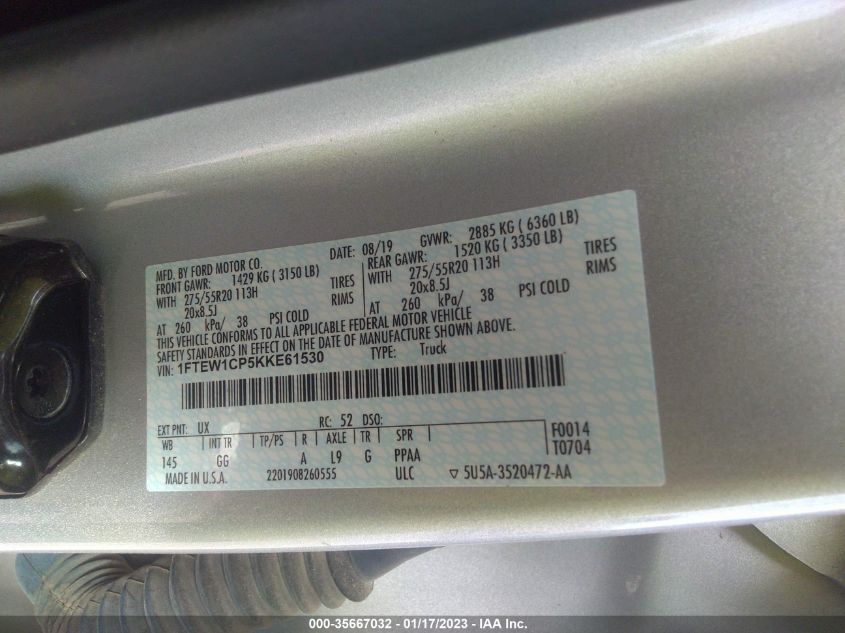 MFD. BY FORD MOTOR CO. DATE: 08/19 GVWR: 2885 KG ( 6360 LB)
FRONT GAWR: 1429 KG ( 3150 LB) REAR GAWR: 1520 KG ( 3350 LB)
WITH 275/55R20 113H TIRES WITH 275/55R20 113H TIRES
20x8.5J RIMS 20x8.5J RIMS
AT 260 kPa/ 38 PSI COLD AT 260 kPa/ 38 PSI COLD
THIS VEHICLE CONFORMS TO ALL APPLICABLE FEDERAL MOTOR VEHICLE
SAFETY STANDARDS IN EFFECT ON THE DATE OF MANUFACTURE SHOWN ABOVE.
VIN: 1FTEW1CP5KKE61530 TYPE: Truck
EXT PNT: UX RC: 52 DSO: F0014
WB INT TR TP/PS R AXLE TR SPR T0704
145 GG A L9 G PPAA
MADE IN U.S.A. 2201908260555 ULC ▽ 5U5A-3520472-AA
000-35667032 - 01/17/2023 - IAA Inc.